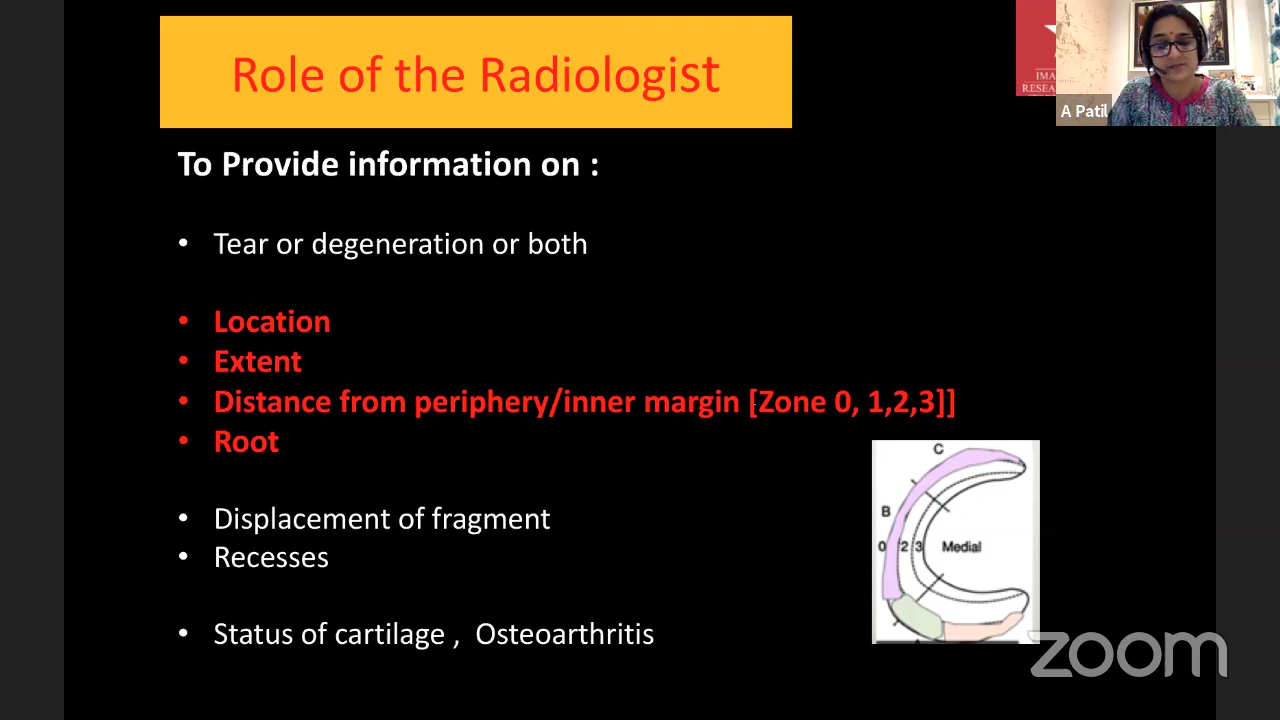 Role of the Radiologist
IMA
RESEA
A Patil
To Provide information on :
• Tear or degeneration or both
• Location
• Extent
• Distance from periphery/inner margin [Zone 0, 1,2,3]]
• Root
• Displacement of fragment
• Recesses
• Status of cartilage , Osteoarthritis
C
B
0 2 3 Medial
zoom